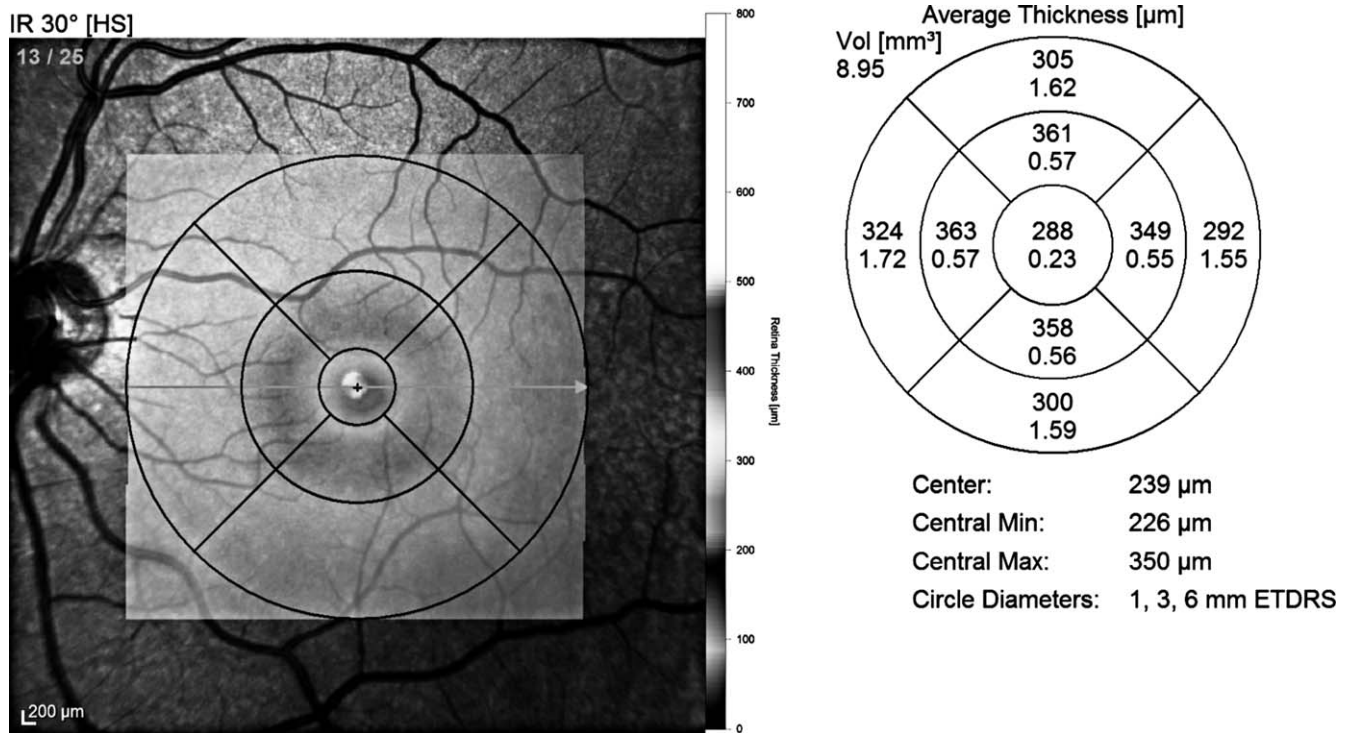 IR 30° [HS]
13 / 25
200 µm
800
700
600
500
400
300
200
100
0
Retina Thickness [µm]
Average Thickness [µm]
Vol [mm³]
8.95
305
1.62
361
0.57
324 363 288 349 292
1.72 0.57 0.23 0.55 1.55
358
0.56
300
1.59
Center: 239 µm
Central Min: 226 µm
Central Max: 350 µm
Circle Diameters: 1, 3, 6 mm ETDRS